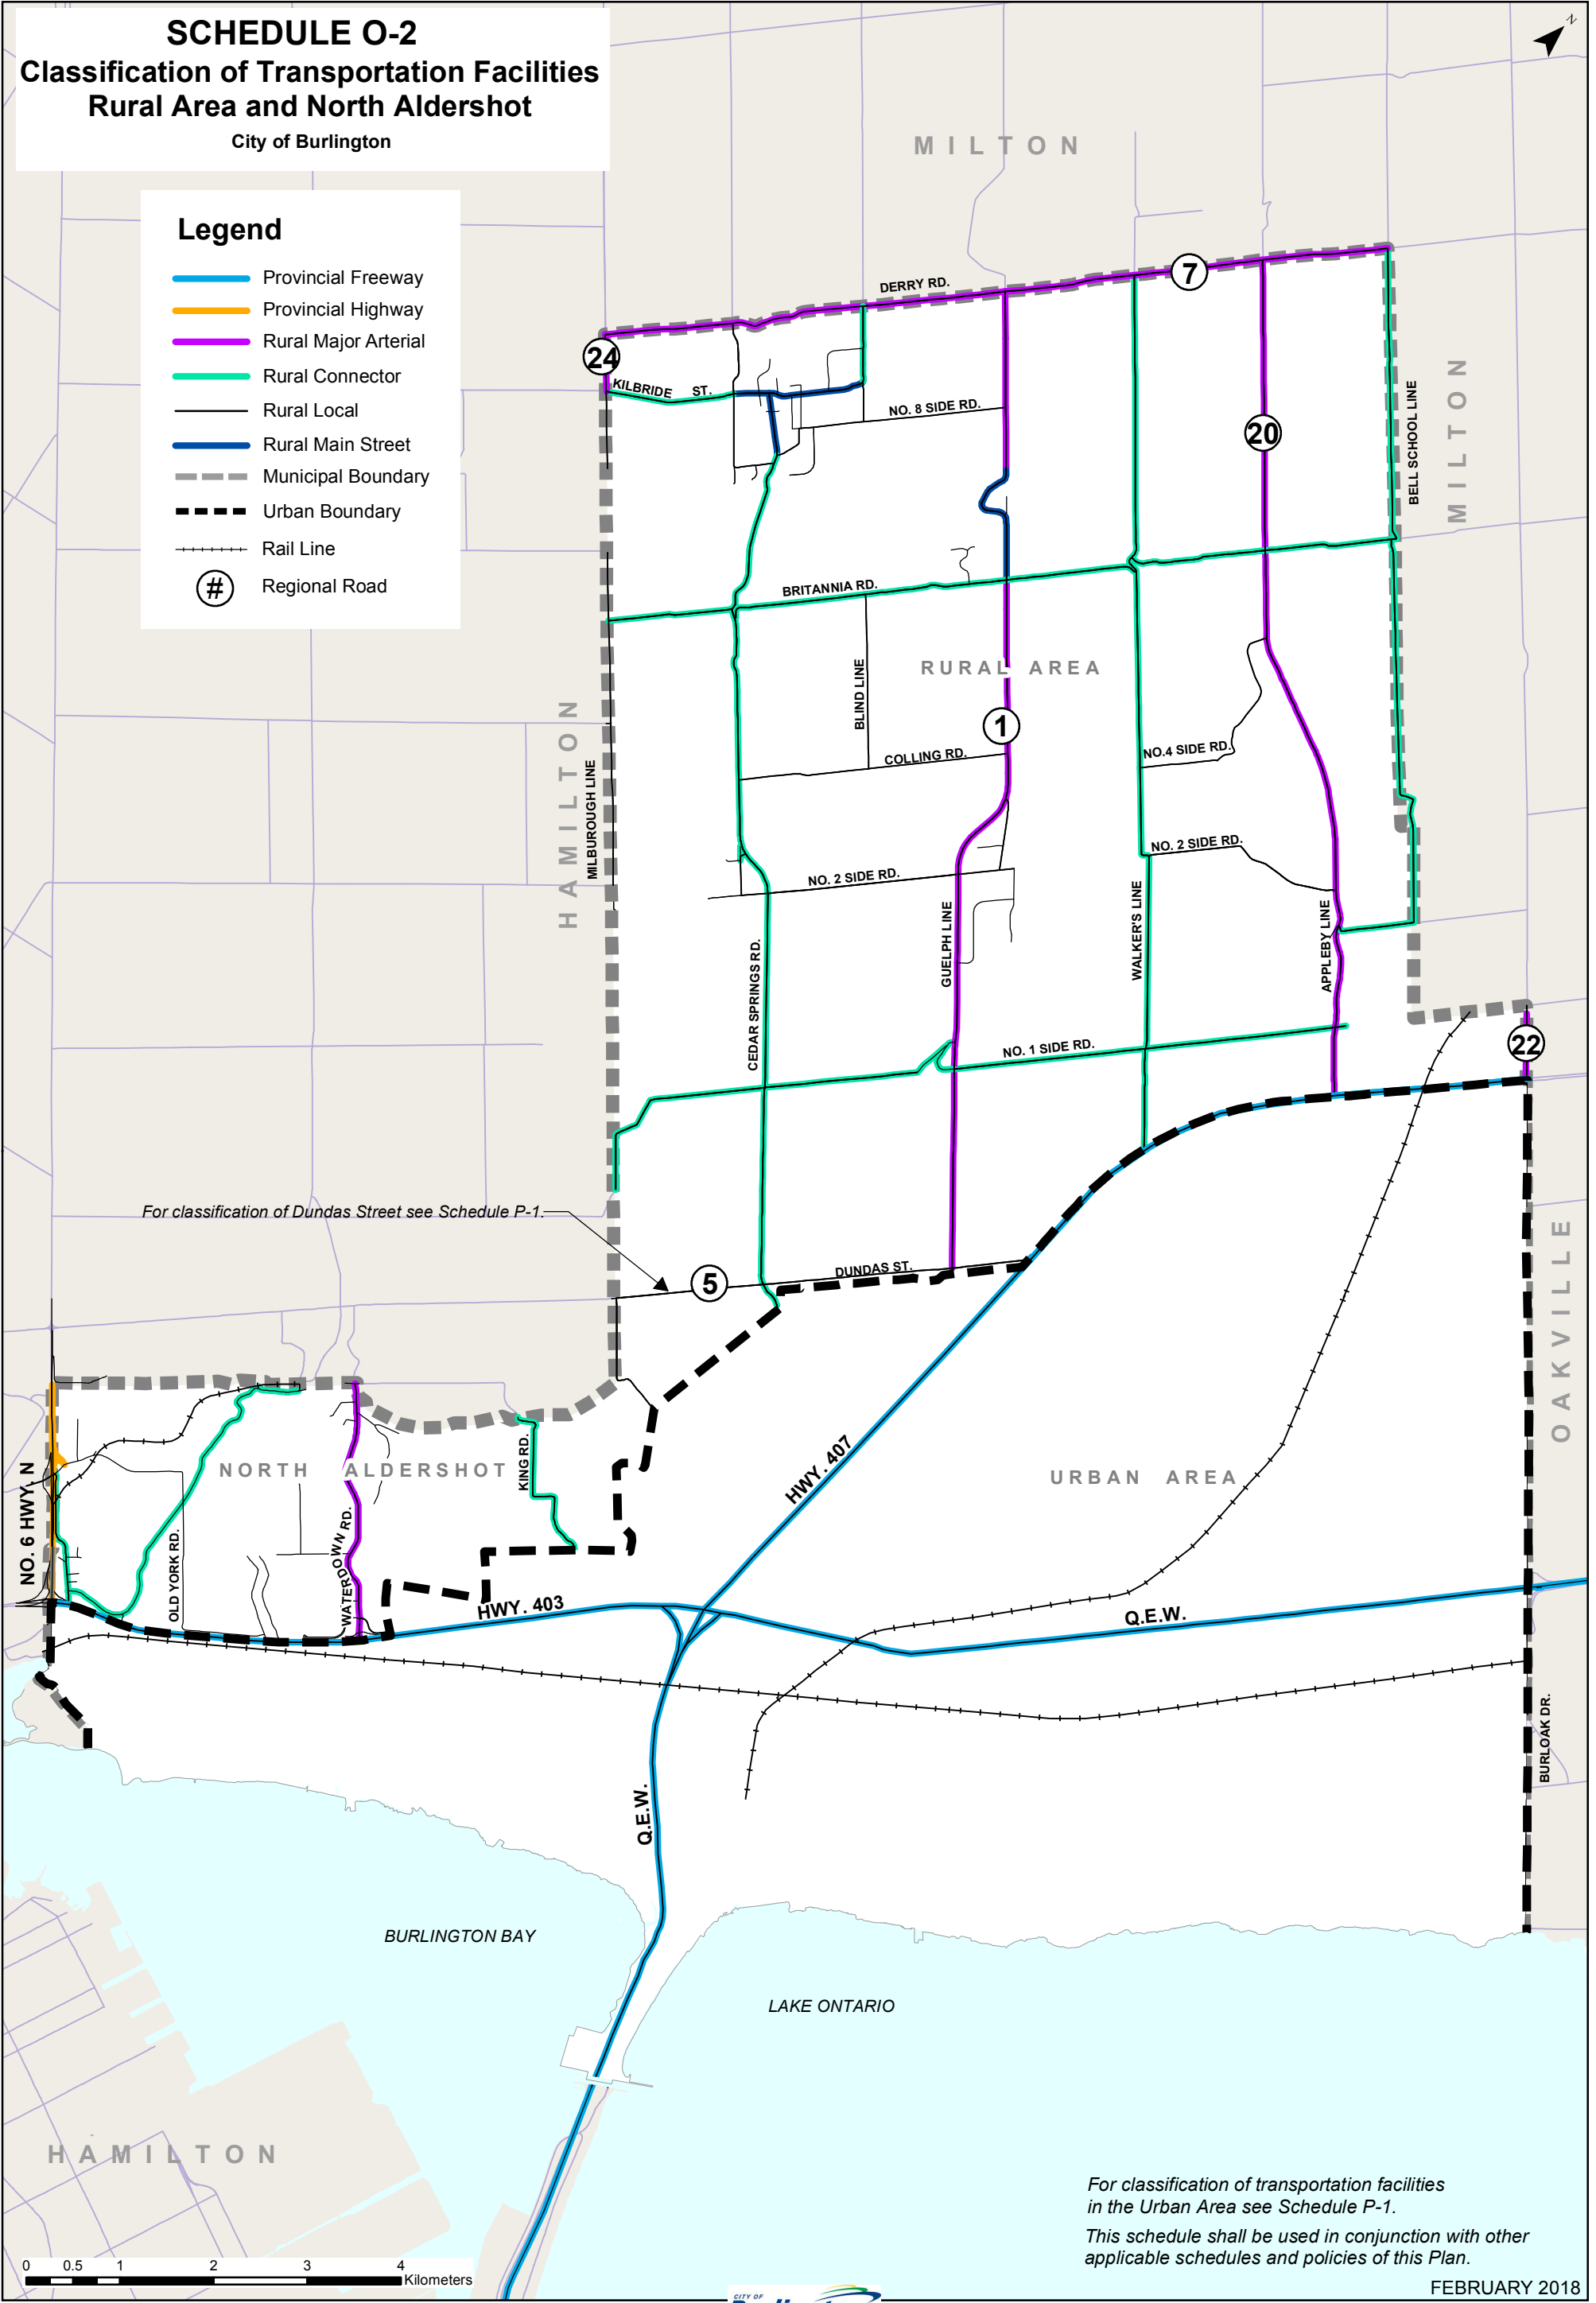 SCHEDULE O-2
Classification of Transportation Facilities
Rural Area and North Aldershot
City of Burlington
N
MILTON
Legend
Provincial Freeway
Provincial Highway
Rural Major Arterial
Rural Connector
Rural Local
Rural Main Street
Municipal Boundary
Urban Boundary
Rail Line
# Regional Road
DERRY RD.
7
24
KILBRIDE ST.
NO. 8 SIDE RD.
20
BELL SCHOOL LINE
MILTON
BRITANNIA RD.
RURAL AREA
BLIND LINE
1
HAMILTON
MILBOROUGH LINE
COLLING RD.
NO.4 SIDE RD.
NO. 2 SIDE RD.
NO. 2 SIDE RD.
CEDAR SPRINGS RD.
GUELPH LINE
WALKER'S LINE
APPLEBY LINE
NO. 1 SIDE RD.
22
For classification of Dundas Street see Schedule P-1.
5
DUNDAS ST.
OAKVILLE
NORTH ALDERSHOT
KING RD.
HWY. 407
URBAN AREA
NO. 6 HWY. N
OLD YORK RD.
WATERDOWN RD.
HWY. 403
Q.E.W.
BURLOAK DR.
Q.E.W.
BURLINGTON BAY
LAKE ONTARIO
HAMILTON
For classification of transportation facilities
in the Urban Area see Schedule P-1.
This schedule shall be used in conjunction with other
applicable schedules and policies of this Plan.
0 0.5 1 2 3 4
Kilometers
FEBRUARY 2018
CITY OF